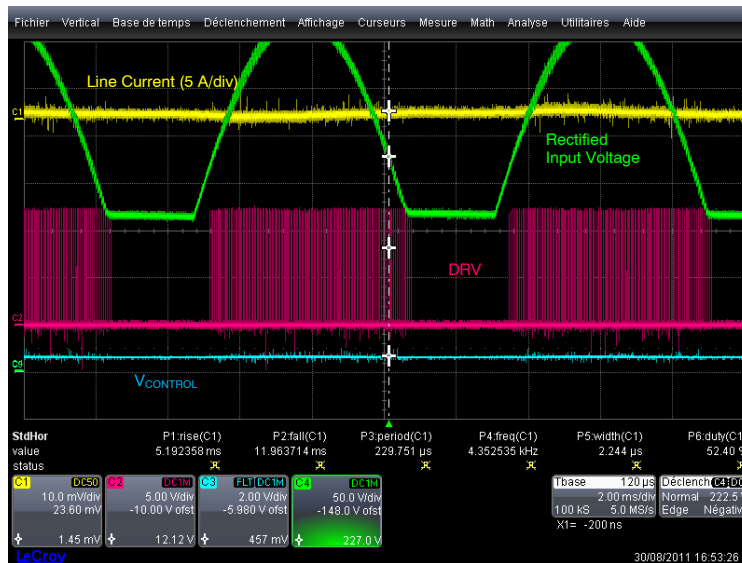 Fichier Vertical Base de temps Déclenchement Affichage Curseurs Mesure Math Analyse Utilitaires Aide
Line Current (5 A/div)
C1
Rectified
Input Voltage
DRV
C2
VCONTROL
StdHor P1:rise(C1) P2:fall(C1) P3:period(C1) P4:freq(C1) P5:width(C1) P6:duty(C1)
value 5.192358 ms 11.963714 ms 229.751 µs 4.352535 kHz 2.244 µs 52.40 %
status
C1 DC50 C2 DC1M C3 FLT DC1M C4 DC1M Tbase 120 µs Déclench C4 DC
10.0 mV/div 5.00 V/div 2.00 V/div 50.0 V/div 2.00 ms/div Normal 222.5 V
23.60 mV -10.00 V ofst -5.980 V ofst -148.0 V ofst 100 kS 5.0 MS/s Edge Négativ
1.45 mV 12.12 V 457 mV 227.0 V X1= -200 ns
LeCroy 30/08/2011 16:53:26